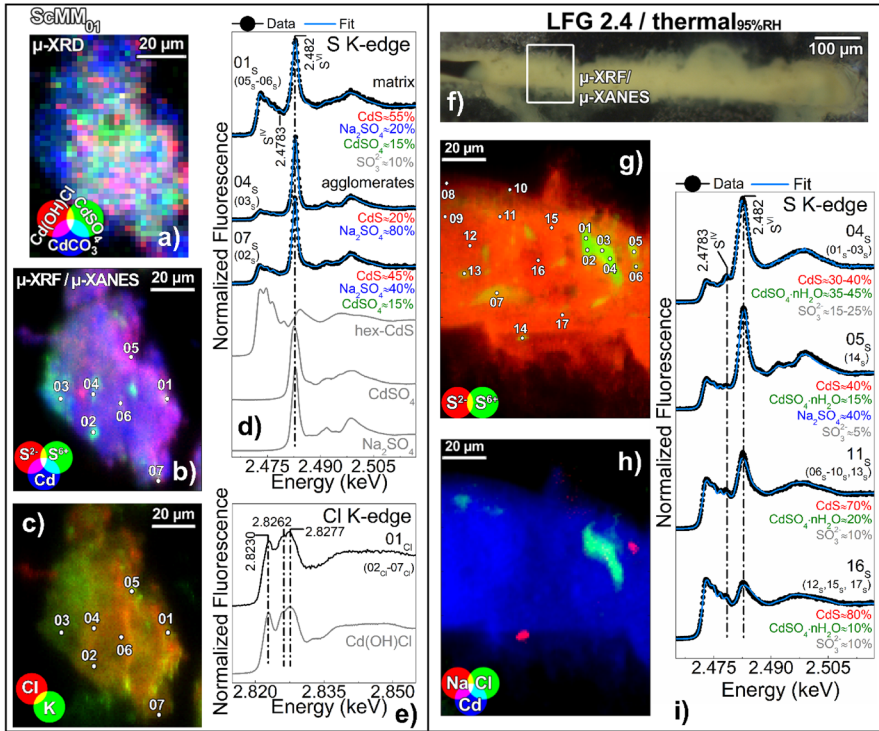 ScMM01
μ-XRD
20 μm
Cd(OH)Cl
CdSO4
CdCO3
a)
μ-XRF/μ-XANES
20 μm
05
03
04
01
02
06
07
S2-
S6+
Cd
b)
c)
20 μm
05
03
04
01
02
06
07
Cl
K
Data
Fit
S K-edge
01S
(05S-06S)
2.482
SVI
matrix
SIV
2.4783
CdS≈55%
Na2SO4≈20%
CdSO4≈15%
SO32-≈10%
04S
(03S)
agglomerates
CdS≈20%
Na2SO4≈80%
07
(02S)
CdS≈45%
Na2SO4≈40%
CdSO4≈15%
hex-CdS
CdSO4
Na2SO4
d)
Normalized Fluorescence
2.475 2.490 2.505
Energy (keV)
Cl K-edge
2.8230
2.8262
2.8277
01Cl
(02Cl-07Cl)
Cd(OH)Cl
Normalized Fluorescence
2.820 2.835 2.850
Energy (keV)
e)
LFG 2.4 / thermal95%RH
100 μm
μ-XRF/
μ-XANES
f)
20 μm
g)
08
10
09
11
15
01
03
05
12
02
04
06
13
16
07
14
17
S2-
S6+
20 μm
h)
Na
Cl
Cd
Data
Fit
S K-edge
2.4783
SIV
2.482
SVI
04S
(01S-03S)
CdS≈30-40%
CdSO4·nH2O≈35-45%
SO32-≈15-25%
05S
(14S)
CdS≈40%
CdSO4·nH2O≈15%
Na2SO4≈40%
SO32-≈5%
11S
(06S-10S,13S)
CdS≈70%
CdSO4·nH2O≈20%
SO32-≈10%
16S
(12S,15S, 17S)
CdS≈80%
CdSO4·nH2O≈10%
SO32-≈10%
Normalized Fluorescence
2.475 2.490 2.505
Energy (keV)
i)